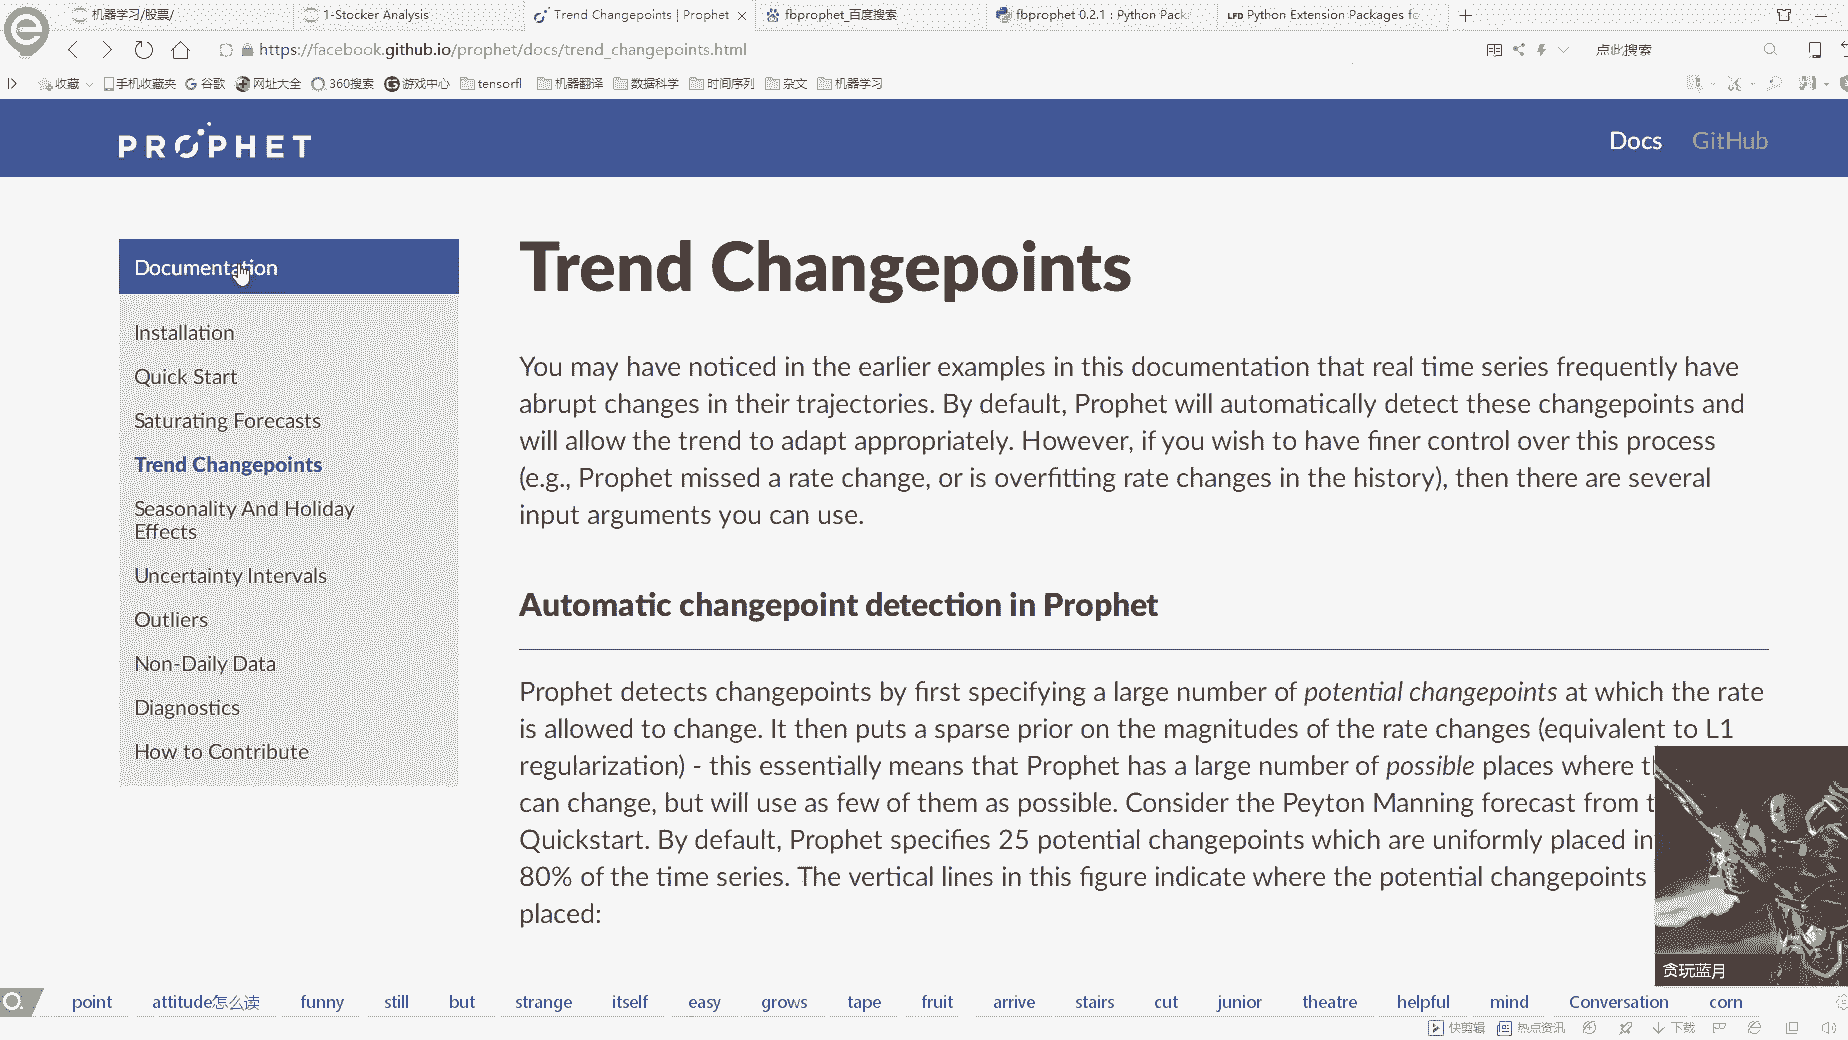 机器学习/股票/
1-Stocker Analysis
Trend Changepoints | Prophet
fbprophet_百度搜索
fbprophet 0.2.1 : Python Pack
LFD Python Extension Packages fo
https://facebook.github.io/prophet/docs/trend_changepoints.html
点此搜索
收藏 手机收藏夹 谷歌 网址大全 360搜索 游戏中心 tensorfl 机器翻译 数据科学 时间序列 杂文 机器学习
PROPHET
Docs GitHub
Documentation
Installation
Quick Start
Saturating Forecasts
Trend Changepoints
Seasonality And Holiday
Effects
Uncertainty Intervals
Outliers
Non-Daily Data
Diagnostics
How to Contribute
Trend Changepoints
You may have noticed in the earlier examples in this documentation that real time series frequently have
abrupt changes in their trajectories. By default, Prophet will automatically detect these changepoints and
will allow the trend to adapt appropriately. However, if you wish to have finer control over this process
(e.g., Prophet missed a rate change, or is overfitting rate changes in the history), then there are several
input arguments you can use.
Automatic changepoint detection in Prophet
Prophet detects changepoints by first specifying a large number of potential changepoints at which the rate
is allowed to change. It then puts a sparse prior on the magnitudes of the rate changes (equivalent to L1
regularization) - this essentially means that Prophet has a large number of possible places where
can change, but will use as few of them as possible. Consider the Peyton Manning forecast from
Quickstart. By default, Prophet specifies 25 potential changepoints which are uniformly placed in
80% of the time series. The vertical lines in this figure indicate where the potential changepoints
placed:
贪玩蓝月
point attitude怎么读 funny still but strange itself easy grows tape fruit arrive stairs cut junior theatre helpful mind Conversation corn
快剪辑 热点资讯 下载